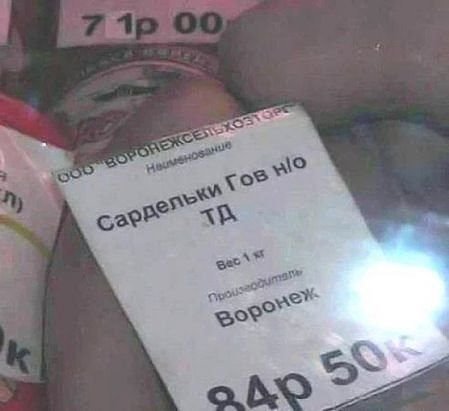 71р 00
ООО "ВОРОНЕЖСЕЛЬХОЗТОРГ"
Наименование
Сардельки Гов н/о
ТД
Вес 1 кг
Производитель
Воронеж
84р 50к